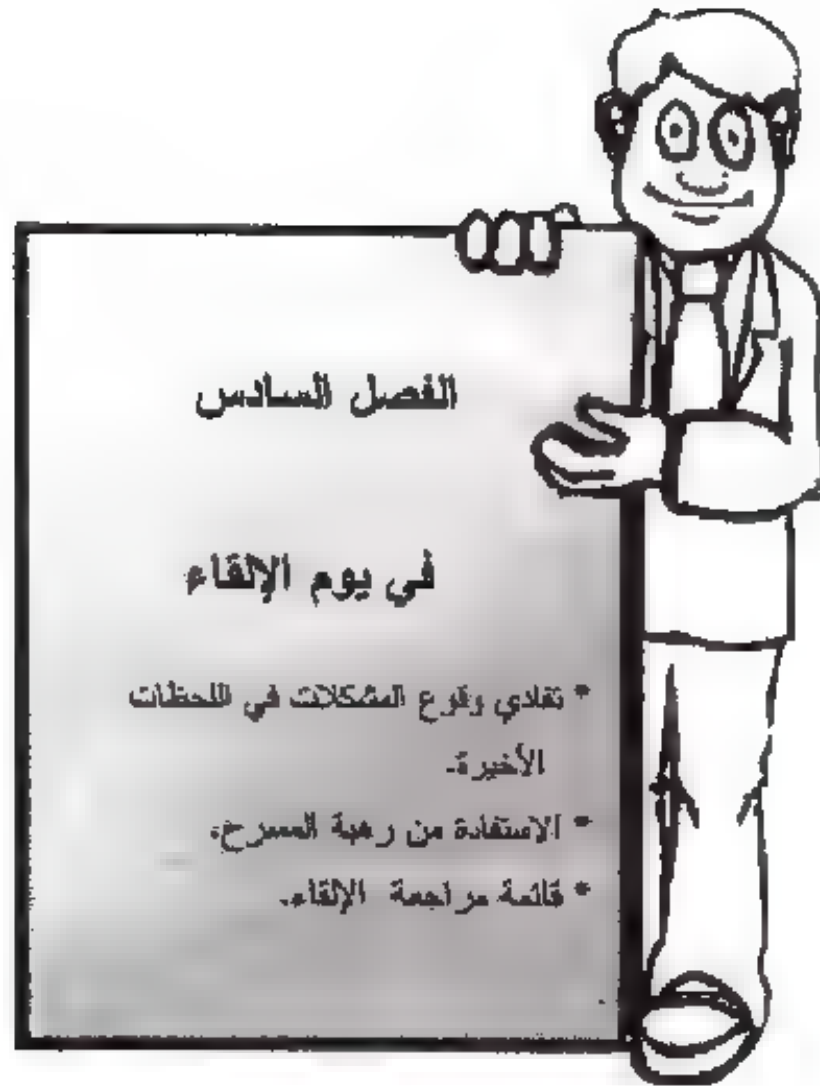 الفصل السادس
في يوم الإلقاء
* تفادي وقوع المشكلات في اللحظات
الأخيرة.
* الاستفادة من رهبة المسرح.
* قائمة مراجعة الإلقاء.